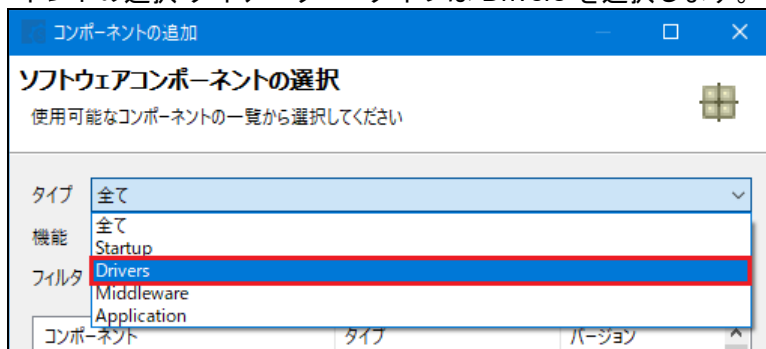 コンポーネントの追加
ソフトウェアコンポーネントの選択
使用可能なコンポーネントの一覧から選択してください
タイプ 全て
機能 全て
Startup
フィルタ Drivers
Middleware
Application
コンポーネント タイプ バージョン